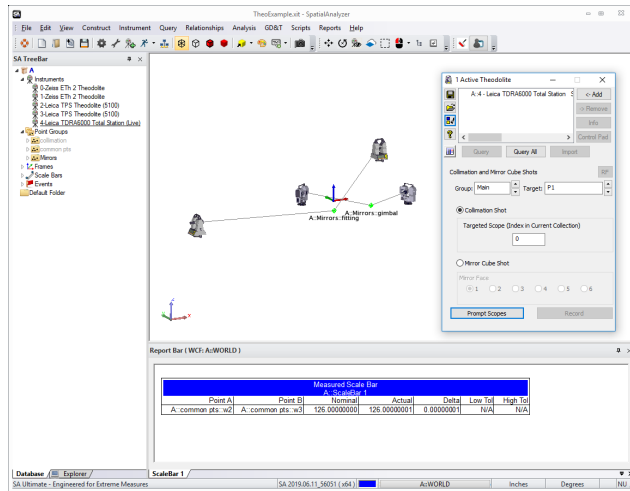 TheoExample.xit - SpatialAnalyzer
File Edit View Construct Instrument Query Relationships Analysis GD&T Scripts Reports Help
SA TreeBar
A
Instruments
0-Zeiss ETh 2 Theodolite
1-Zeiss ETh 2 Theodolite
2-Leica TPS Theodolite (5100)
3-Leica TPS Theodolite (5100)
4-Leica TDRA6000 Total Station (Live)
Point Groups
collimation
common pts
Mirrors
Frames
Scale Bars
Events
Default Folder
A::Mirrors::fitting
A::Mirrors::gimbal
z
x
1 Active Theodolite
A::4 - Leica TDRA6000 Total Station S
<- Add
-> Remove
Info
Control Pad
Query Query All Import
Collimation and Mirror Cube Shots
RP
Group: Main Target: P1
Collimation Shot
Targeted Scope (Index in Current Collection)
0
Mirror Cube Shot
Mirror Face
1 2 3 4 5 6
Prompt Scopes Record
Report Bar ( WCF: A::WORLD )
Measured Scale Bar
A::ScaleBar 1
Point A Point B Nominal Actual Delta Low Tol High Tol
A::common pts::w2 A::common pts::w3 126.00000000 126.00000001 0.00000001 N/A N/A
Database Explorer
ScaleBar 1
SA Ultimate - Engineered for Extreme Measures
SA 2019.06.11_56051 ( x64 )
A::WORLD
Inches
Degrees
NU